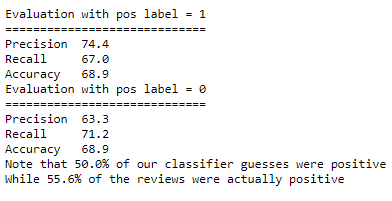 Evaluation with pos label = 1
=============================
Precision  74.4
Recall     67.0
Accuracy   68.9
Evaluation with pos label = 0
=============================
Precision  63.3
Recall     71.2
Accuracy   68.9
Note that 50.0% of our classifier guesses were positive
While 55.6% of the reviews were actually positive